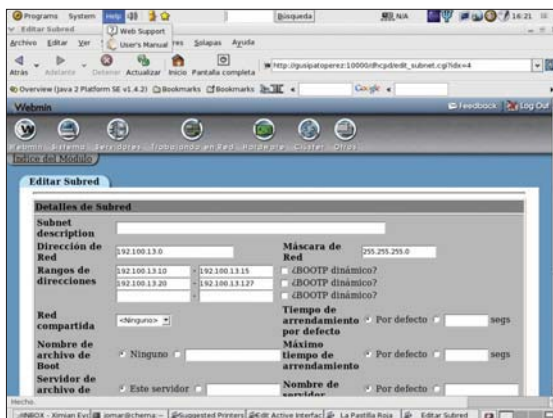 Programs System Help Búsqueda N/A 16:21
Editar Subred Web Support
Archivo Editar Ver User's Manual res Solapas Ayuda
Atrás Adelante Detener Actualizar Inicio Pantalla completa http://gusipatoperez:10000/dhcpd/edit_subnet.cgi?idx=4
Overview (Java 2 Platform SE v1.4.2) Bookmarks Bookmarks Google
Webmin Feedback Log Out
Webmin Sistema Servidores Trabajando en Red Hardware Cluster Otros
Índice del Módulo
Editar Subred
Detalles de Subred
Subnet description
Dirección de Red 192.100.13.0 Máscara de Red 255.255.255.0
Rangos de direcciones 192.100.13.10 - 192.100.13.15 ¿BOOTP dinámico?
192.100.13.20 - 192.100.13.127 ¿BOOTP dinámico?
- ¿BOOTP dinámico?
Red compartida <Ninguno> Tiempo de arrendamiento por defecto Por defecto segs
Nombre de archivo de Boot Ninguno Máximo tiempo de arrendamiento Por defecto segs
Servidor de archivo de Este servidor Nombre de servidor Por defecto
Hecho.
INBOX - Ximian Evo jomar@chema:~ Suggested Printers Edit Active Interfac La Pastilla Roja Editar Subred